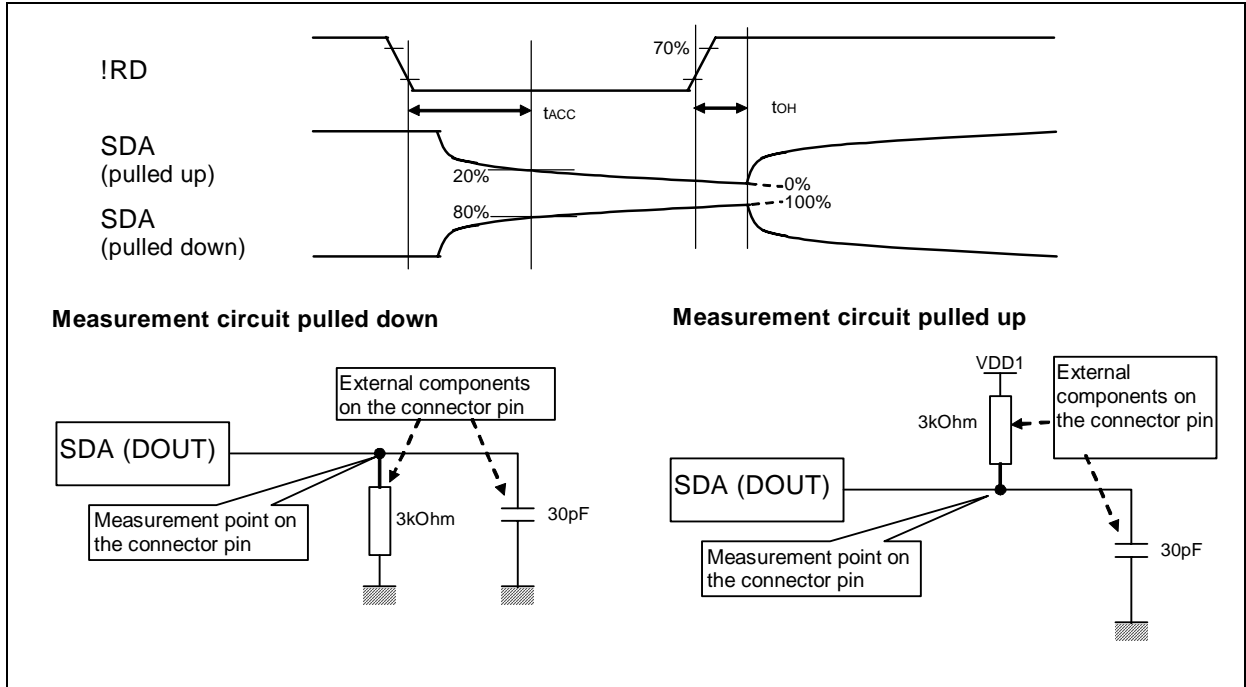 !RD
70%
tACC
tOH
SDA
(pulled up)
20%
0%
100%
SDA
(pulled down)
80%
Measurement circuit pulled down
External components
on the connector pin
SDA (DOUT)
Measurement point on
the connector pin
3kOhm
30pF
Measurement circuit pulled up
VDD1
External
components on
the connector pin
3kOhm
SDA (DOUT)
Measurement point on
the connector pin
30pF